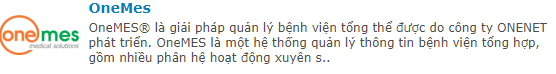 OneMes
OneMES® là giải pháp quản lý bệnh viện tổng thể được do công ty ONENET
onemes
phát triển. OneMES là một hệ thống quản lý thông tin bệnh viện tổng hợp,
medical solutions
gồm nhiều phân hệ hoạt động xuyên s..